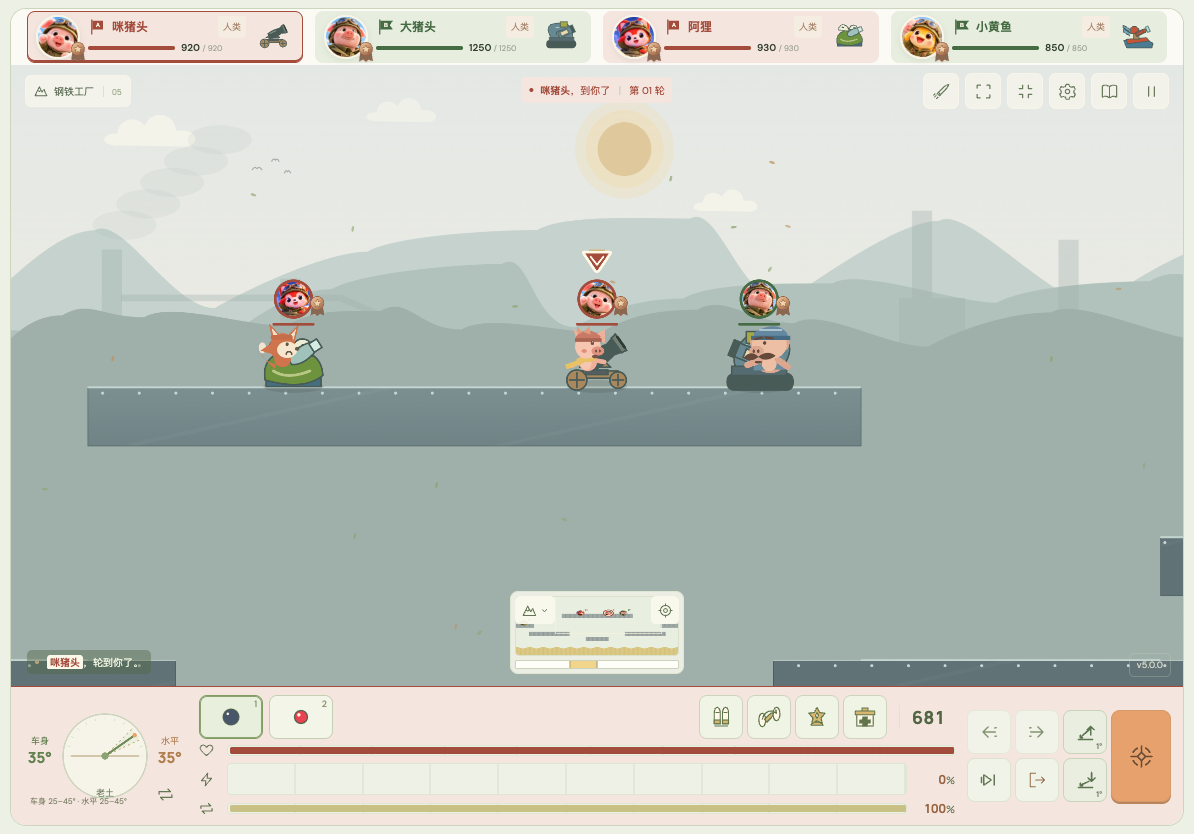 咪猪头 人类
920 / 920
大猪头 人类
1250 / 1250
阿狸 人类
930 / 930
小黄鱼 人类
850 / 850
钢铁工厂 05
咪猪头，到你了 第 01 轮
咪猪头，轮到你了。
v5.0.0
1
2
681
车身
35°
水平
35°
老土
车身 25–45° · 水平 25–45°
0%
100%
1°
1°